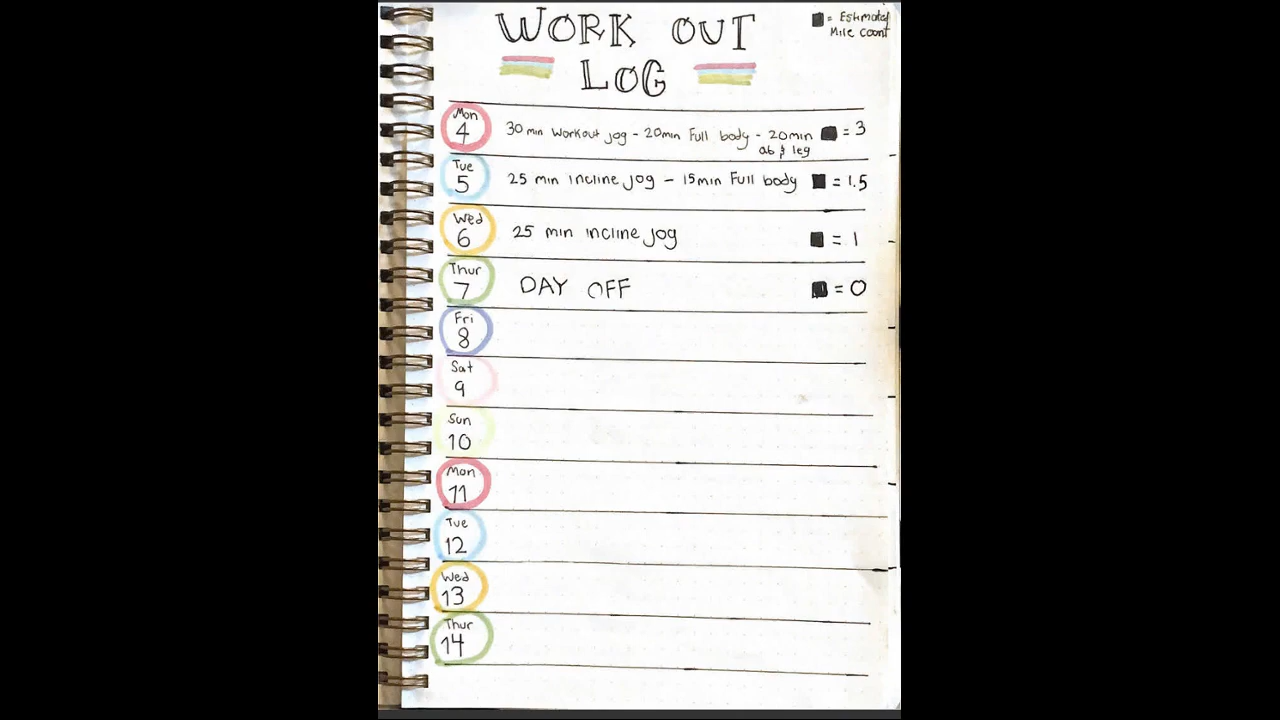 WORK OUT
LOG
■ = Estimated
Mile count
Mon
4
30 min Workout jog - 20min Full body - 20min
ab & leg
■ = 3
Tue
5
25 min incline jog - 15min Full body ■ = 1.5
Wed
6
25 min incline jog ■ = 1
Thur
7
DAY OFF ■ = 0
Fri
8
Sat
9
Sun
10
Mon
11
Tue
12
Wed
13
Thur
14